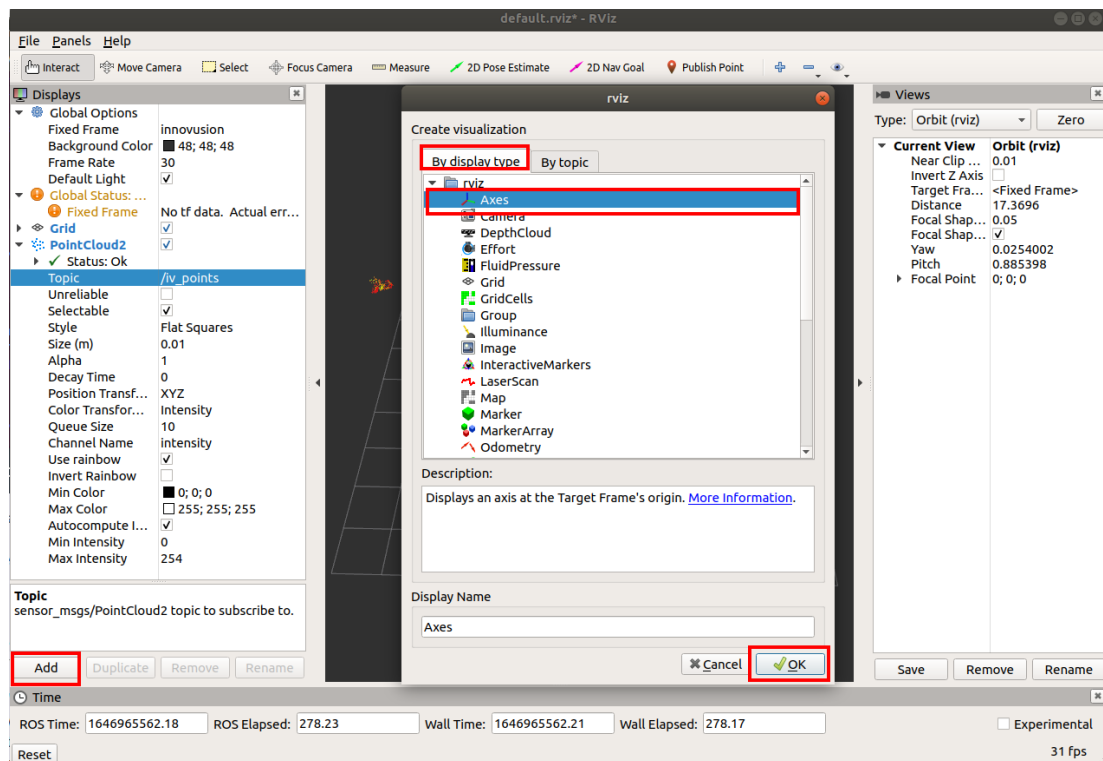 default.rviz* - RViz
File Panels Help
Interact Move Camera Select Focus Camera Measure 2D Pose Estimate 2D Nav Goal Publish Point
Displays
Global Options
Fixed Frame innovusion
Background Color 48; 48; 48
Frame Rate 30
Default Light
Global Status: ...
Fixed Frame No tf data. Actual err...
Grid
PointCloud2
Status: Ok
Topic /iv_points
Unreliable
Selectable
Style Flat Squares
Size (m) 0.01
Alpha 1
Decay Time 0
Position Transf... XYZ
Color Transfor... Intensity
Queue Size 10
Channel Name intensity
Use rainbow
Invert Rainbow
Min Color 0; 0; 0
Max Color 255; 255; 255
Autocompute I...
Min Intensity 0
Max Intensity 254
Topic
sensor_msgs/PointCloud2 topic to subscribe to.
Add Duplicate Remove Rename
rviz
Create visualization
By display type By topic
rviz
Axes
Camera
DepthCloud
Effort
FluidPressure
Grid
GridCells
Group
Illuminance
Image
InteractiveMarkers
LaserScan
Map
Marker
MarkerArray
Odometry
Description:
Displays an axis at the Target Frame's origin. More Information.
Display Name
Axes
Cancel OK
Views
Type: Orbit (rviz) Zero
Current View Orbit (rviz)
Near Clip ... 0.01
Invert Z Axis
Target Fra... <Fixed Frame>
Distance 17.3696
Focal Shap... 0.05
Focal Shap...
Yaw 0.0254002
Pitch 0.885398
Focal Point 0; 0; 0
Save Remove Rename
Time
ROS Time: 1646965562.18 ROS Elapsed: 278.23 Wall Time: 1646965562.21 Wall Elapsed: 278.17 Experimental
Reset 31 fps